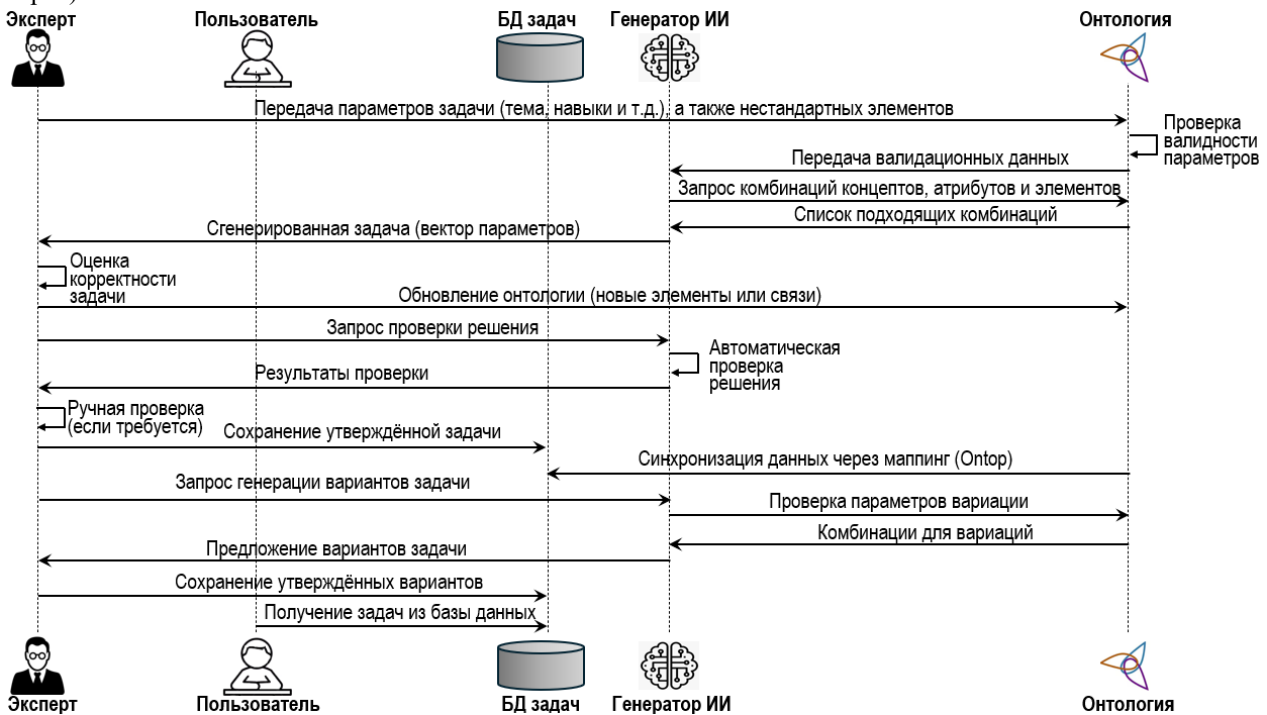 Эксперт
Пользователь
БД задач
Генератор ИИ
Онтология
Передача параметров задачи (тема, навыки и т.д.), а также нестандартных элементов
Проверка
валидности
параметров
Передача валидационных данных
Запрос комбинаций концептов, атрибутов и элементов
Список подходящих комбинаций
Сгенерированная задача (вектор параметров)
Оценка
корректности
задачи
Обновление онтологии (новые элементы или связи)
Запрос проверки решения
Автоматическая
проверка
решения
Результаты проверки
Ручная проверка
(если требуется)
Сохранение утверждённой задачи
Синхронизация данных через маппинг (Ontop)
Запрос генерации вариантов задачи
Проверка параметров вариации
Комбинации для вариаций
Предложение вариантов задачи
Сохранение утверждённых вариантов
Получение задач из базы данных
Эксперт
Пользователь
БД задач
Генератор ИИ
Онтология